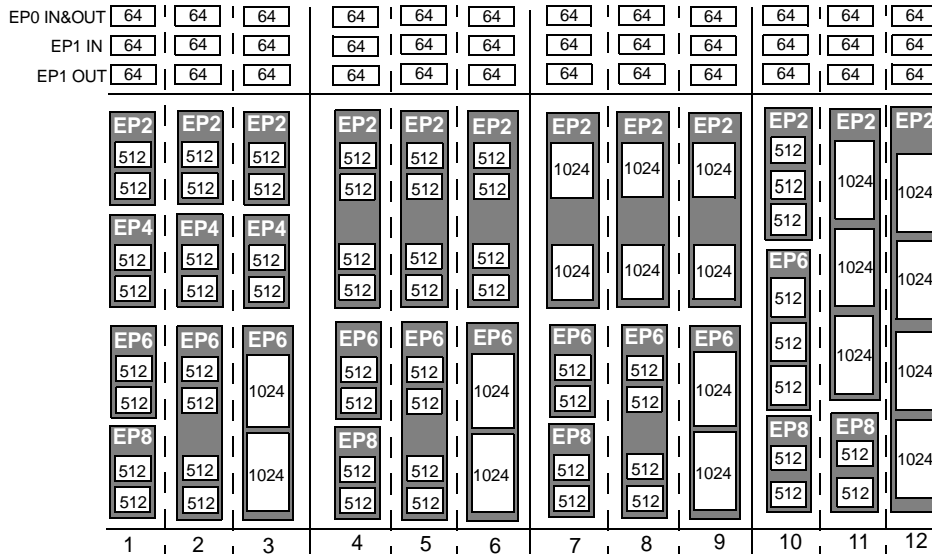 EP0 IN&OUT 64 64 64 64 64 64 64 64 64 64 64 64
EP1 IN 64 64 64 64 64 64 64 64 64 64 64 64
EP1 OUT 64 64 64 64 64 64 64 64 64 64 64 64
EP2 EP2 EP2 EP2 EP2 EP2 EP2 EP2 EP2 EP2 EP2 EP2
512 512 512 512 512 512 1024 1024 1024 512 1024 1024
512 512 512 512 512 512 512
512
EP4 EP4 EP4
512 512 512 512 512 512 1024 1024 1024 EP6 1024 1024
512 512 512 512 512 512 512
EP6 EP6 EP6 EP6 EP6 EP6 EP6 EP6 EP6 512 1024
512 512 1024 512 512 1024 512 512 1024 512 1024
512 512 512 512 512 512
EP8 EP8 EP8 EP8 EP8
512 512 1024 512 512 1024 512 512 1024 512 512 1024
512 512 512 512 512 512 512 512
1 2 3 4 5 6 7 8 9 10 11 12